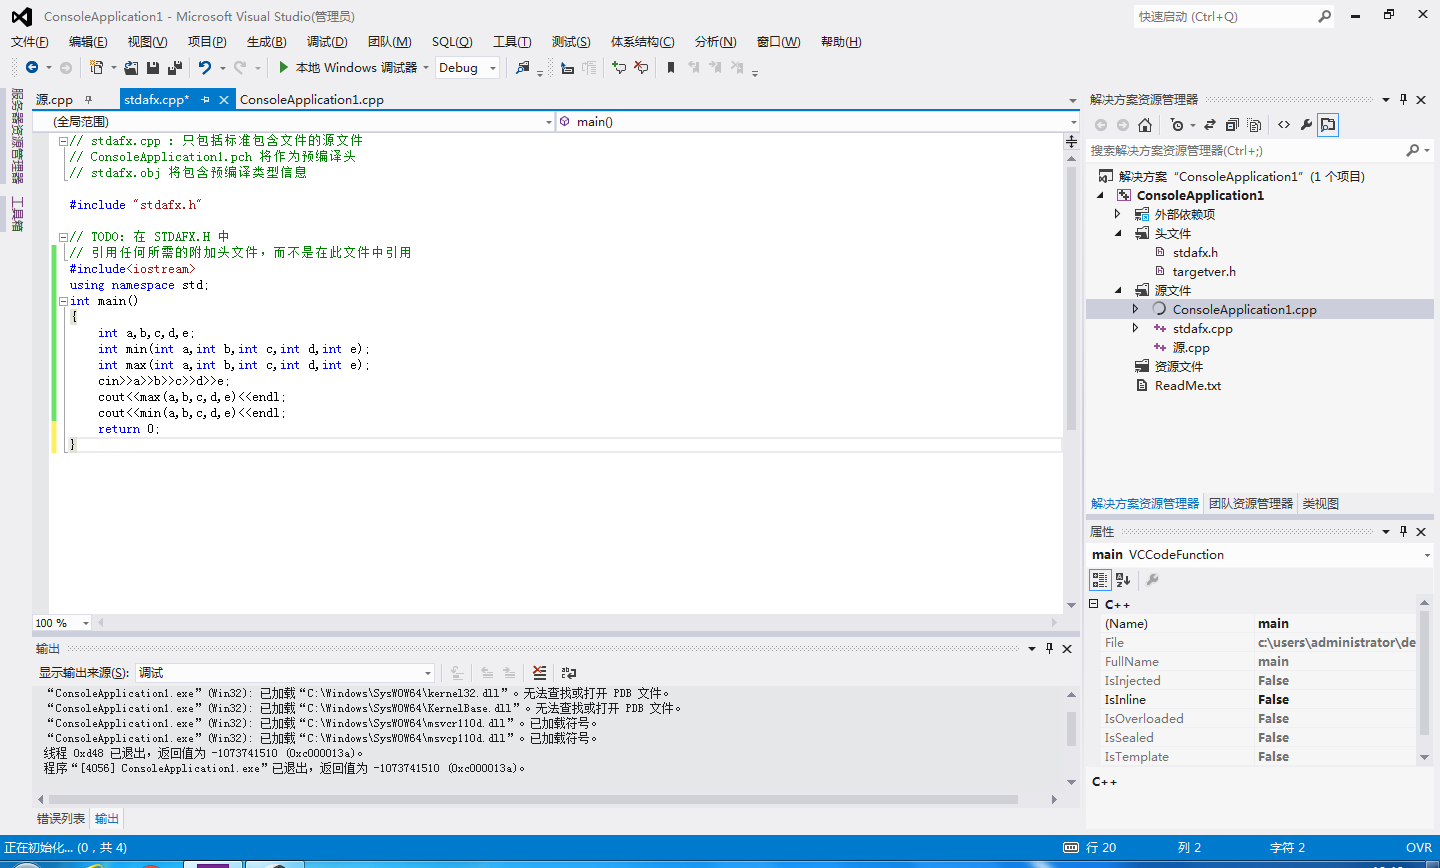 ConsoleApplication1 - Microsoft Visual Studio(管理员)
快速启动 (Ctrl+Q)
文件(F) 编辑(E) 视图(V) 项目(P) 生成(B) 调试(D) 团队(M) SQL(Q) 工具(T) 测试(S) 体系结构(C) 分析(N) 窗口(W) 帮助(H)
本地 Windows 调试器 Debug
服务器资源管理器
工具箱
源.cpp stdafx.cpp* ConsoleApplication1.cpp
(全局范围) main()
// stdafx.cpp : 只包括标准包含文件的源文件
// ConsoleApplication1.pch 将作为预编译头
// stdafx.obj 将包含预编译类型信息
#include "stdafx.h"
// TODO: 在 STDAFX.H 中
// 引用任何所需的附加头文件，而不是在此文件中引用
#include<iostream>
using namespace std;
int main()
{
int a,b,c,d,e;
int min(int a,int b,int c,int d,int e);
int max(int a,int b,int c,int d,int e);
cin>>a>>b>>c>>d>>e;
cout<<max(a,b,c,d,e)<<endl;
cout<<min(a,b,c,d,e)<<endl;
return 0;
}
100 %
输出
显示输出来源(S): 调试
“ConsoleApplication1.exe”(Win32): 已加载“C:\Windows\SysWOW64\kernel32.dll”。无法查找或打开 PDB 文件。
“ConsoleApplication1.exe”(Win32): 已加载“C:\Windows\SysWOW64\KernelBase.dll”。无法查找或打开 PDB 文件。
“ConsoleApplication1.exe”(Win32): 已加载“C:\Windows\SysWOW64\msvcr110d.dll”。已加载符号。
“ConsoleApplication1.exe”(Win32): 已加载“C:\Windows\SysWOW64\msvcp110d.dll”。已加载符号。
线程 0xd48 已退出，返回值为 -1073741510 (0xc000013a)。
程序“[4056] ConsoleApplication1.exe”已退出，返回值为 -1073741510 (0xc000013a)。
错误列表 输出
解决方案资源管理器
搜索解决方案资源管理器(Ctrl+;)
解决方案“ConsoleApplication1”(1 个项目)
ConsoleApplication1
外部依赖项
头文件
stdafx.h
targetver.h
源文件
ConsoleApplication1.cpp
stdafx.cpp
源.cpp
资源文件
ReadMe.txt
解决方案资源管理器 团队资源管理器 类视图
属性
main VCCodeFunction
C++
(Name) main
File c:\users\administrator\de
FullName main
IsInjected False
IsInline False
IsOverloaded False
IsSealed False
IsTemplate False
C++
正在初始化... (0，共 4) 行 20 列 2 字符 2 OVR